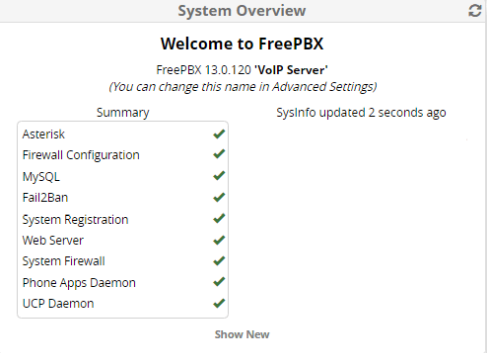 System Overview
Welcome to FreePBX
FreePBX 13.0.120 'VoIP Server'
(You can change this name in Advanced Settings)
Summary
SysInfo updated 2 seconds ago
Asterisk
Firewall Configuration
MySQL
Fail2Ban
System Registration
Web Server
System Firewall
Phone Apps Daemon
UCP Daemon
Show New